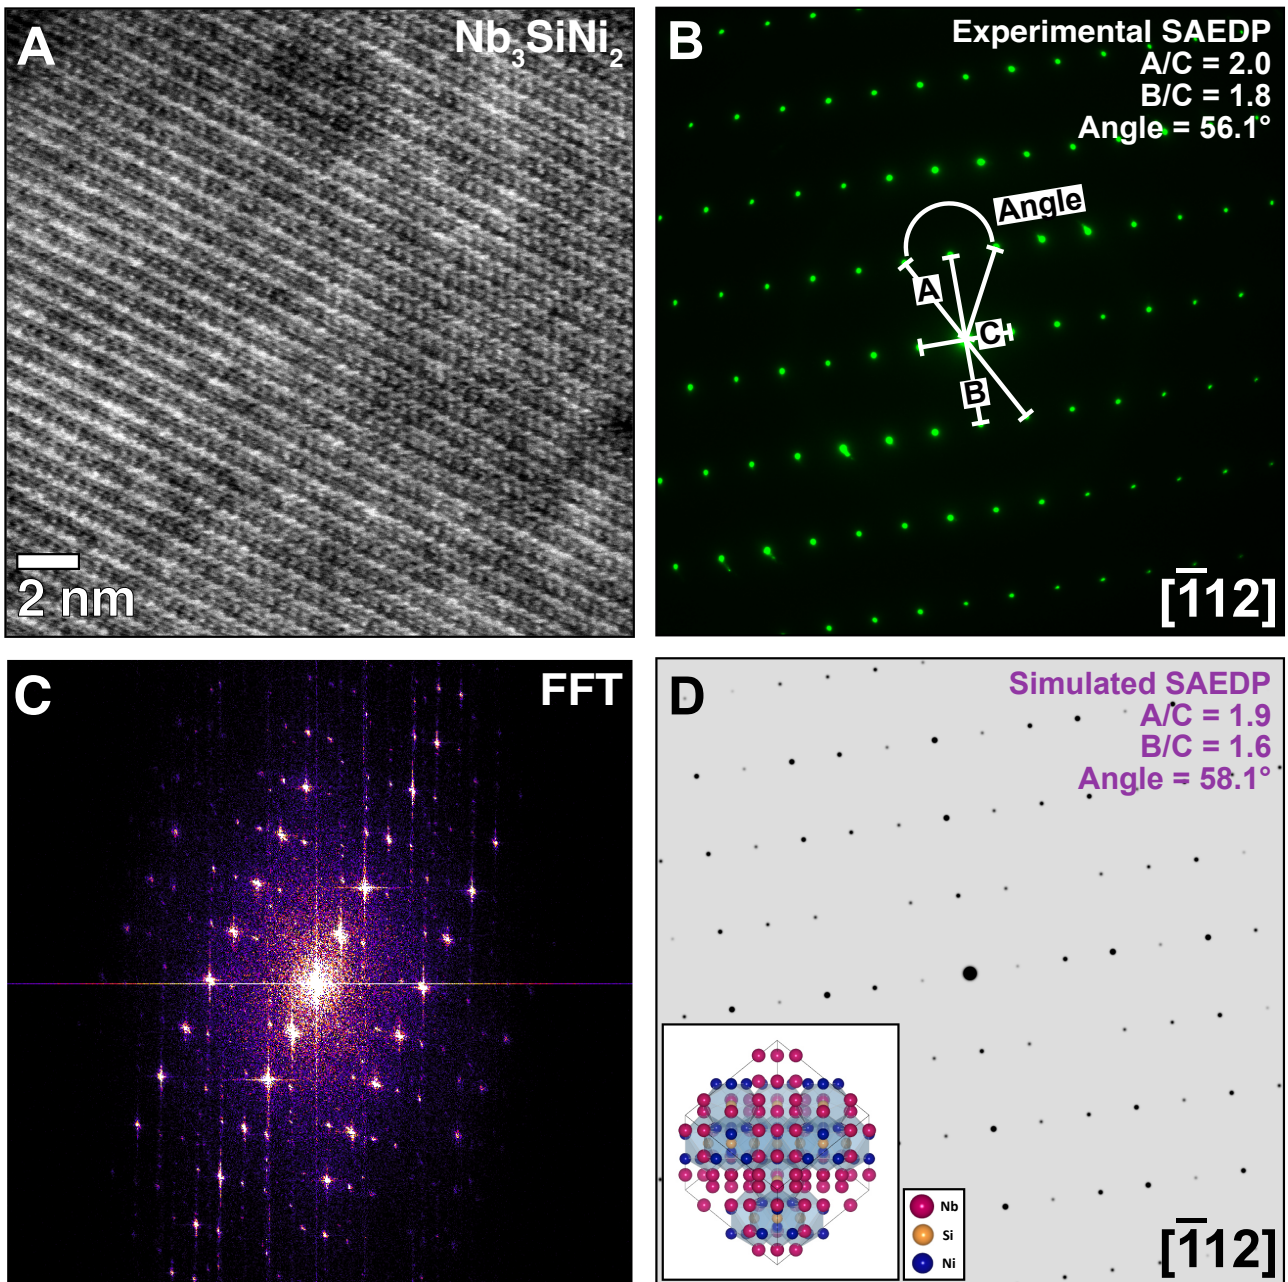 A
Nb₃SiNi₂
2 nm
B
Experimental SAEDP
A/C = 2.0
B/C = 1.8
Angle = 56.1°
Angle
A
C
B
[1̅12]
C
FFT
D
Simulated SAEDP
A/C = 1.9
B/C = 1.6
Angle = 58.1°
Nb
Si
Ni
[1̅12]